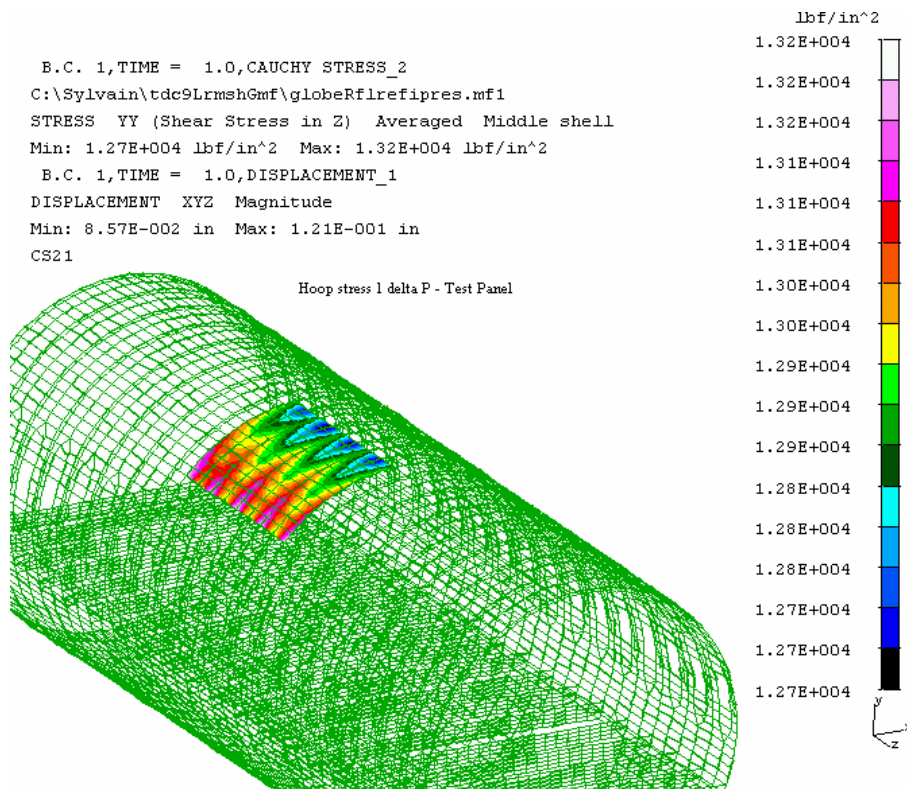 lbf/in^2
B.C. 1,TIME = 1.0,CAUCHY STRESS_2
C:\Sylvain\tdc9LrmshGmf\globeRflrefipres.mf1
STRESS YY (Shear Stress in Z) Averaged Middle shell
Min: 1.27E+004 lbf/in^2 Max: 1.32E+004 lbf/in^2
B.C. 1,TIME = 1.0,DISPLACEMENT_1
DISPLACEMENT XYZ Magnitude
Min: 8.57E-002 in Max: 1.21E-001 in
CS21
Hoop stress 1 delta P - Test Panel
1.32E+004
1.32E+004
1.32E+004
1.31E+004
1.31E+004
1.31E+004
1.30E+004
1.30E+004
1.29E+004
1.29E+004
1.29E+004
1.28E+004
1.28E+004
1.28E+004
1.27E+004
1.27E+004
1.27E+004
y
z